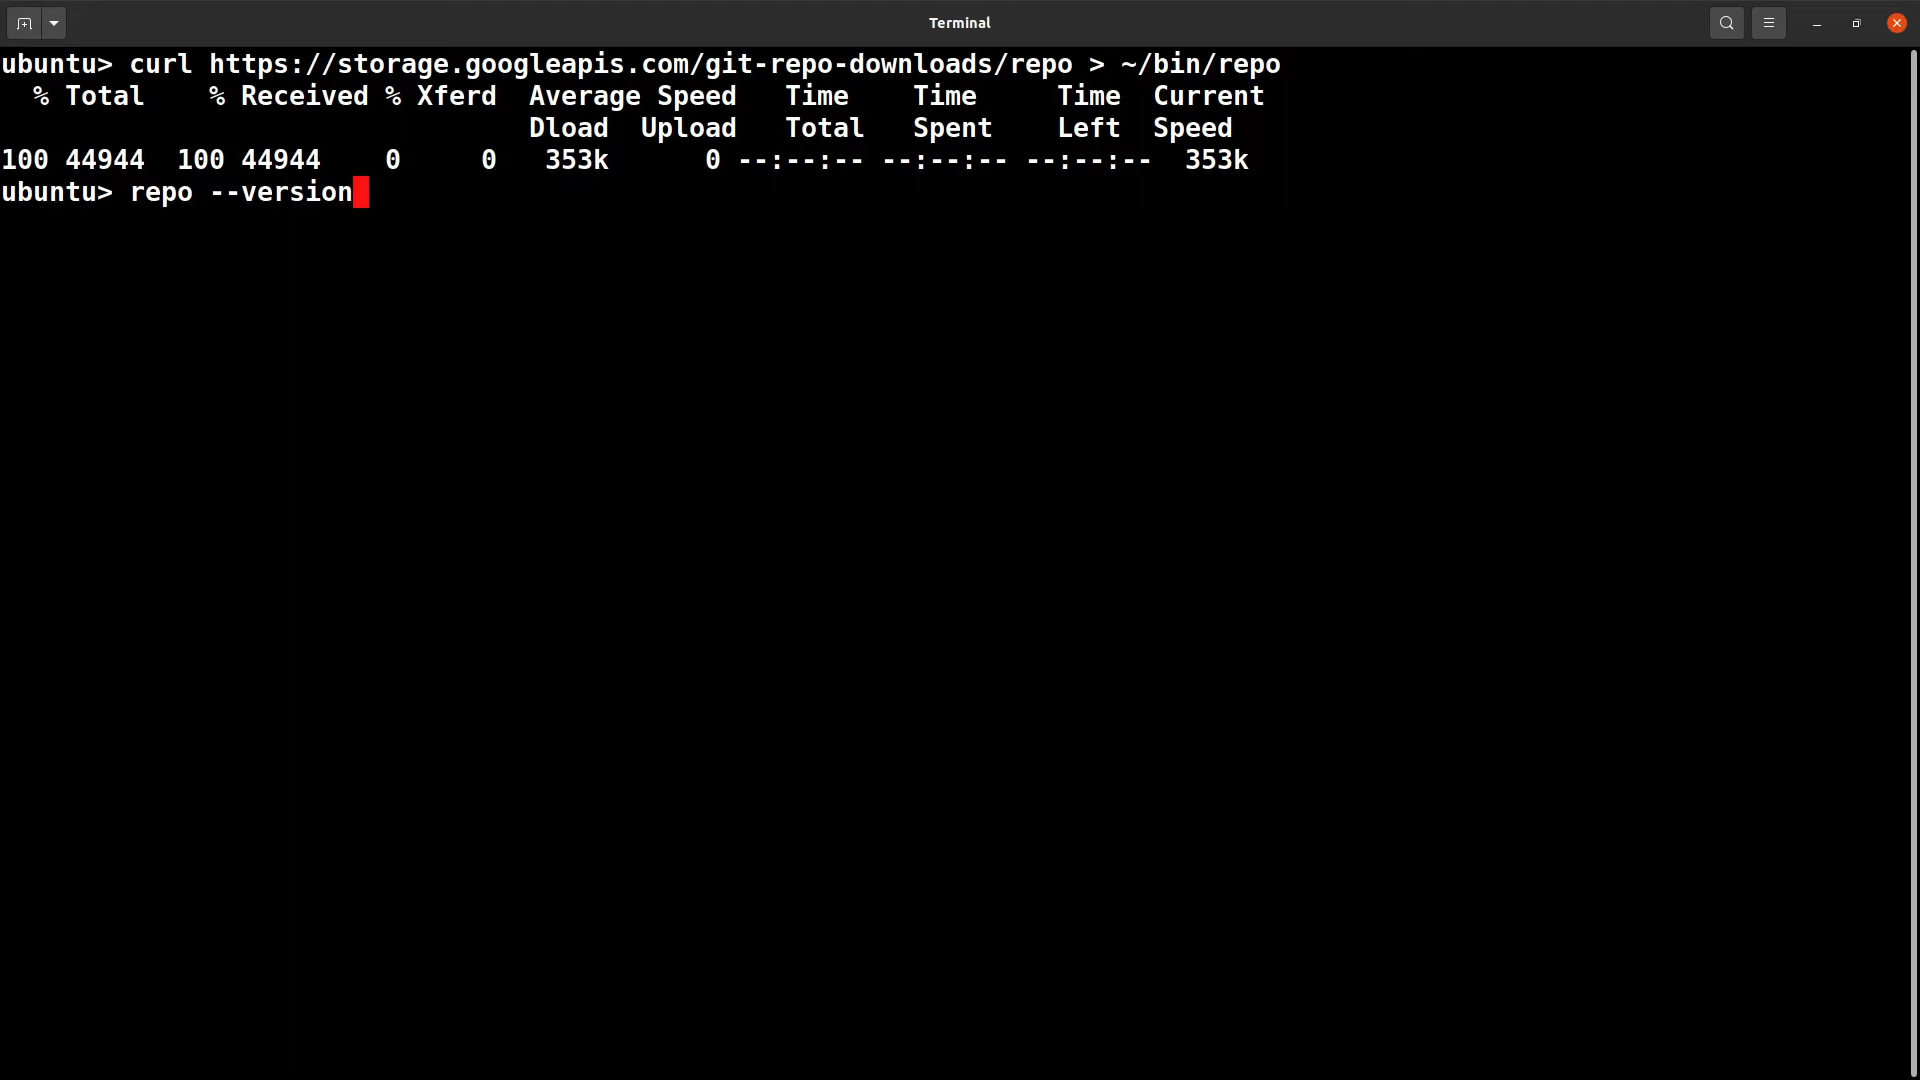 Terminal
ubuntu> curl https://storage.googleapis.com/git-repo-downloads/repo > ~/bin/repo
  % Total    % Received % Xferd  Average Speed   Time    Time     Time  Current
                                 Dload  Upload   Total   Spent    Left  Speed
100 44944  100 44944    0     0   353k      0 --:--:-- --:--:-- --:--:--  353k
ubuntu> repo --version